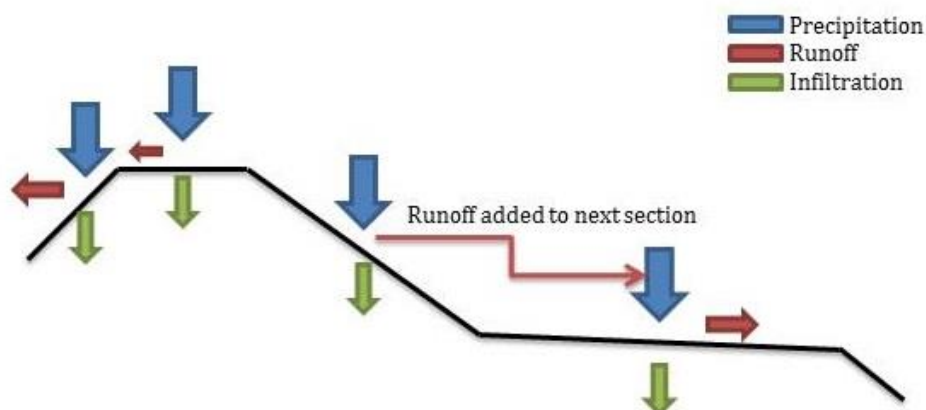 Precipitation
Runoff
Infiltration
Runoff added to next section